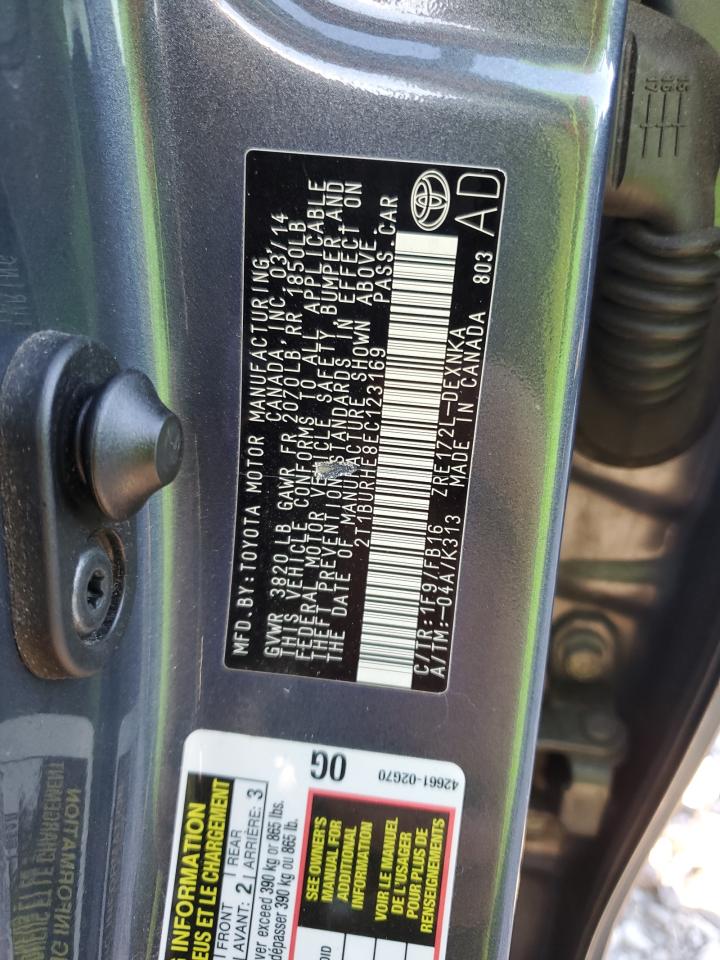 MFD.BY:TOYOTA MOTOR MANUFACTURING,
CANADA, INC. 03/14
GVWR 3820LB GAWR FR 2070LB RR 1850LB
THIS VEHICLE CONFORMS TO ALL APPLICABLE
FEDERAL MOTOR VEHICLE SAFETY, BUMPER, AND
THEFT PREVENTION STANDARDS IN EFFECT ON
THE DATE OF MANUFACTURE SHOWN ABOVE.
2T1BURHE8EC123169 PASS.CAR
C/TR:1F9/FB16 ZRE172L-DEXNKA
A/TM:-04A/K313 MADE IN CANADA 803
AD
INFORMATION
EUS ET LE CHARGEMENT
FRONT
AVANT: 2
REAR
ARRIÈRE: 3
exceed 390 kg or 865 lbs.
dépasser 390 kg ou 865 lb.
OG
SEE OWNER'S
MANUAL FOR
ADDITIONAL
INFORMATION
VOIR LE MANUEL
DE L'USAGER
POUR PLUS DE
RENSEIGNEMENTS
42661-02G70